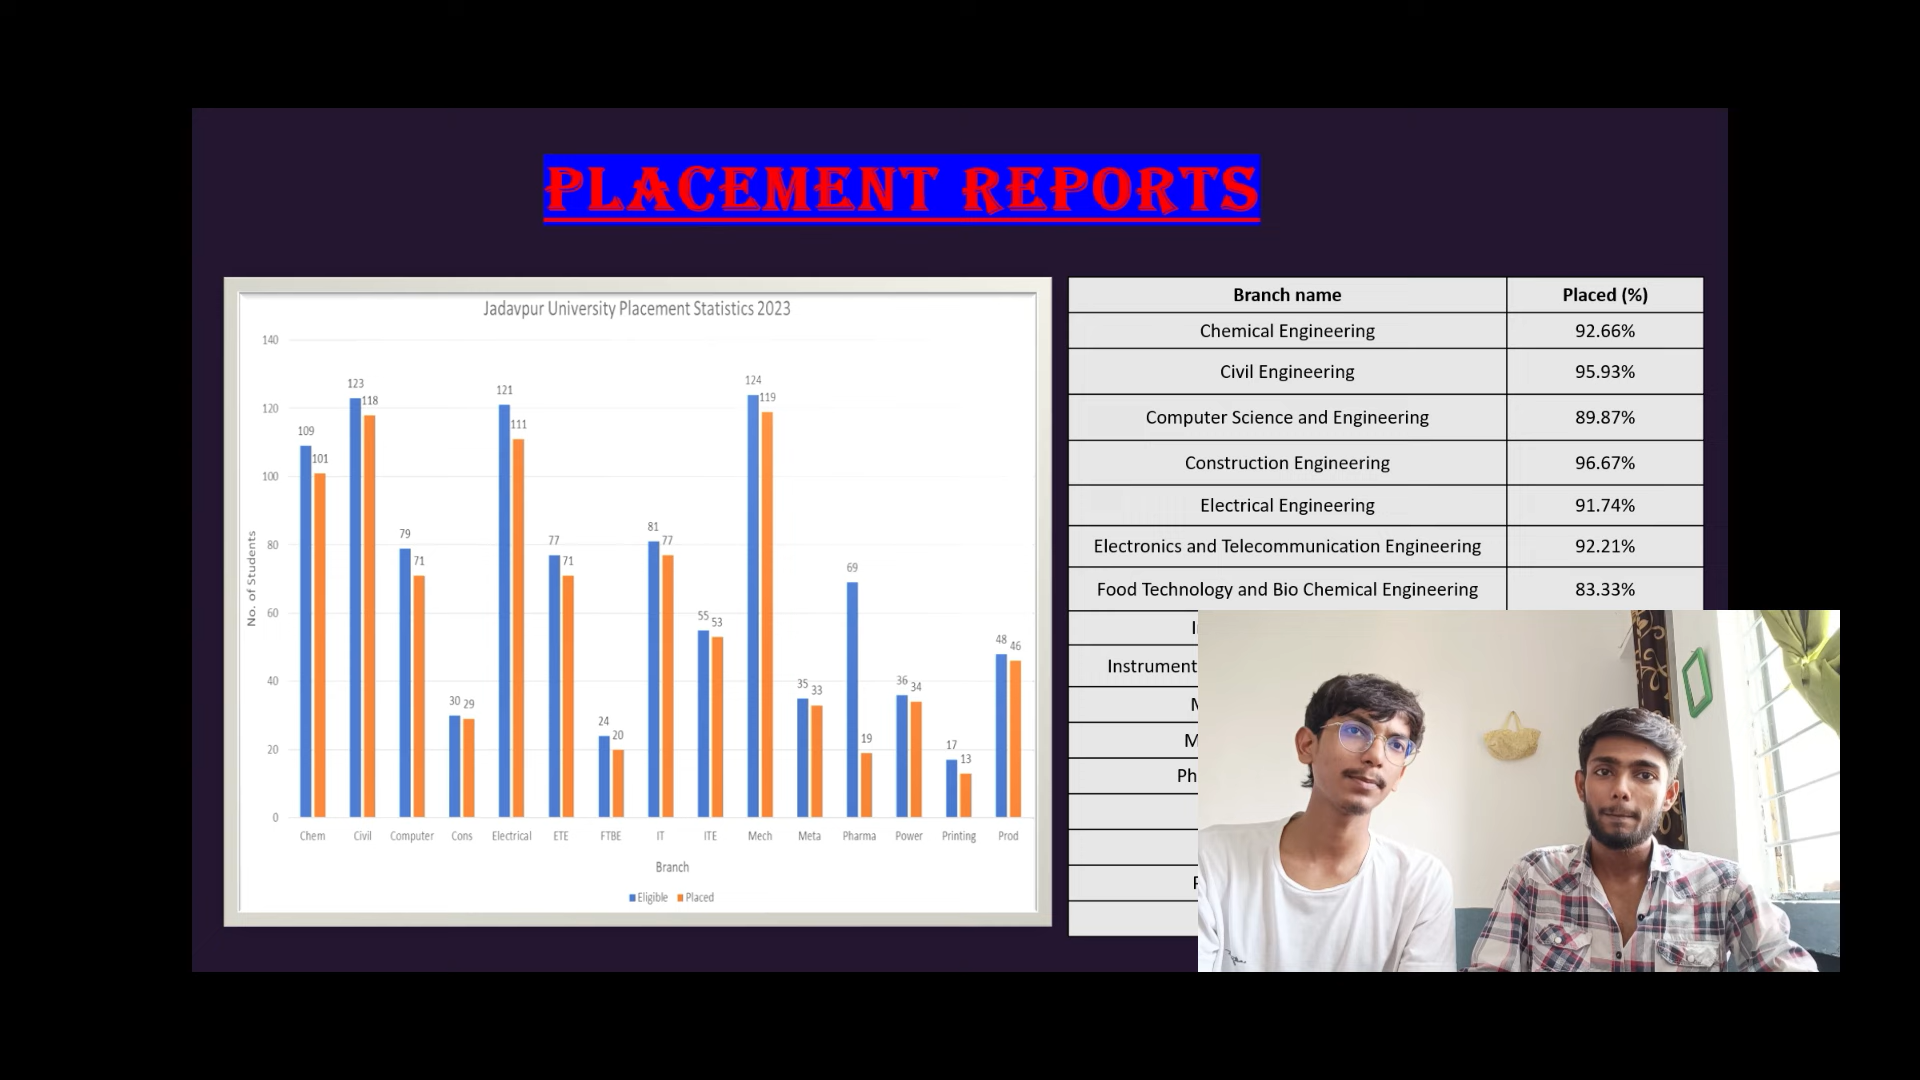 PLACEMENT REPORTS
Jadavpur University Placement Statistics 2023
140
120
100
80
60
40
20
0
No. of Students
109
101
123
118
79
71
30
29
121
111
77
71
24
20
81
77
55
53
124
119
35
33
69
19
36
34
17
13
48
46
Chem Civil Computer Cons Electrical ETE FTBE IT ITE Mech Meta Pharma Power Printing Prod
Branch
Eligible Placed
Branch name Placed (%)
Chemical Engineering 92.66%
Civil Engineering 95.93%
Computer Science and Engineering 89.87%
Construction Engineering 96.67%
Electrical Engineering 91.74%
Electronics and Telecommunication Engineering 92.21%
Food Technology and Bio Chemical Engineering 83.33%
Instrument
M
Ph